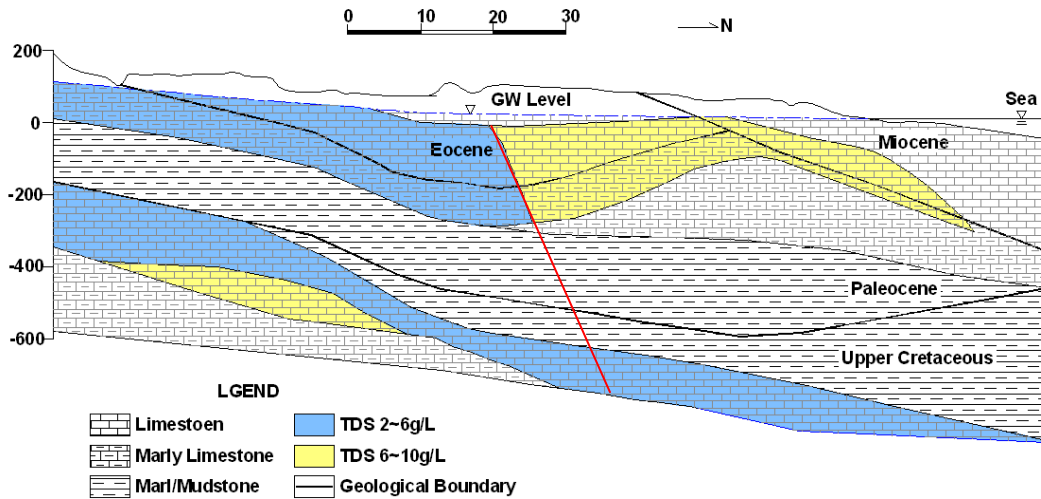 0 10 20 30
N
200
0
-200
-400
-600
GW Level
Sea
Eocene
Miocene
Paleocene
Upper Cretaceous
LGEND
Limestoen
TDS 2~6g/L
Marly Limestone
TDS 6~10g/L
Marl/Mudstone
Geological Boundary